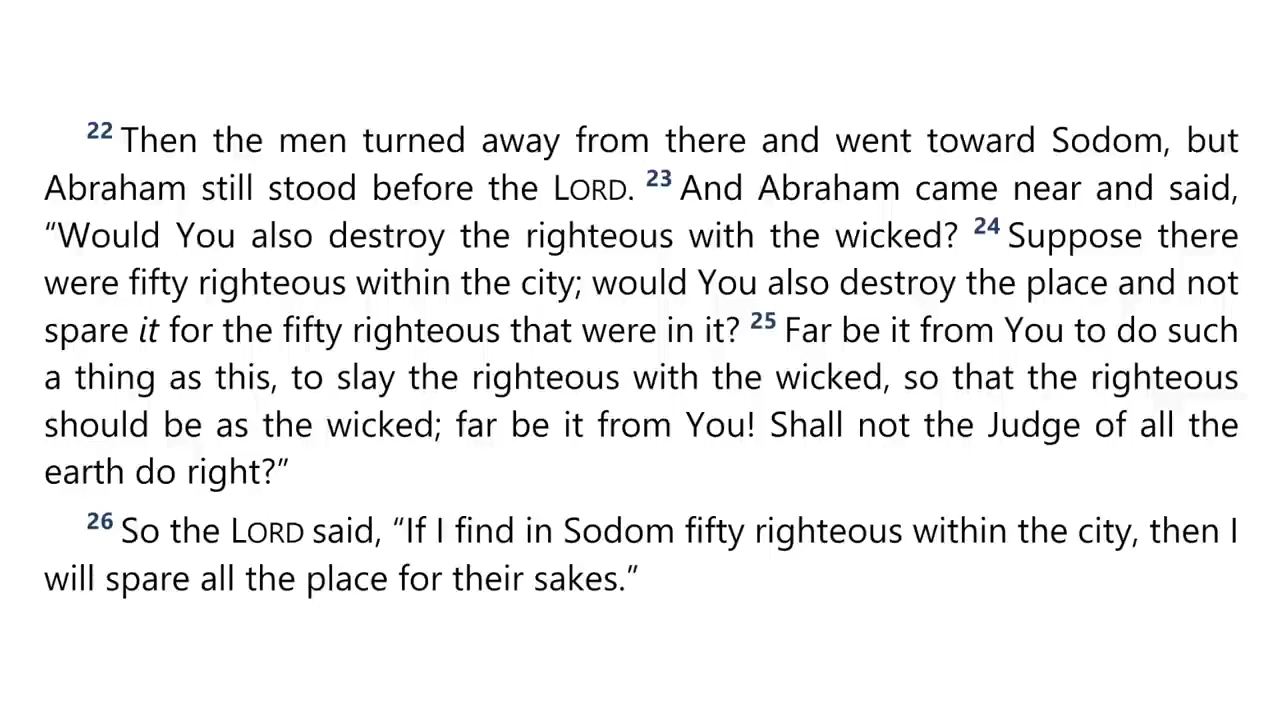 22 Then the men turned away from there and went toward Sodom, but
Abraham still stood before the LORD. 23 And Abraham came near and said,
“Would You also destroy the righteous with the wicked? 24 Suppose there
were fifty righteous within the city; would You also destroy the place and not
spare it for the fifty righteous that were in it? 25 Far be it from You to do such
a thing as this, to slay the righteous with the wicked, so that the righteous
should be as the wicked; far be it from You! Shall not the Judge of all the
earth do right?”
26 So the LORD said, “If I find in Sodom fifty righteous within the city, then I
will spare all the place for their sakes.”